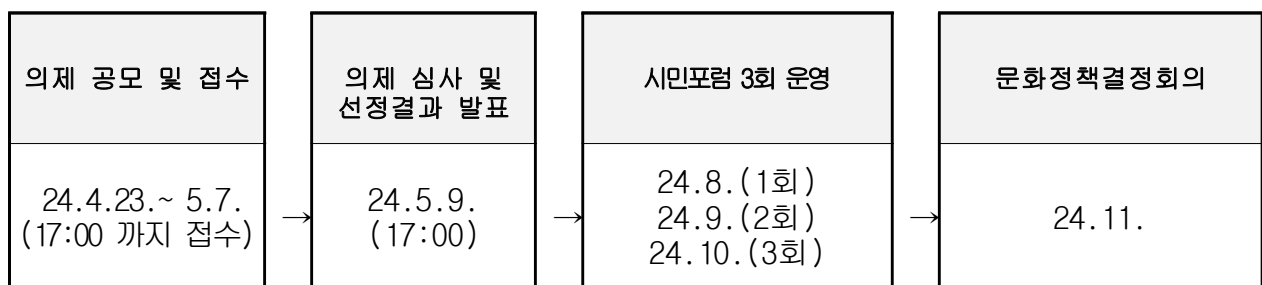 의제 공모 및 접수
의제 심사 및
선정결과 발표
시민포럼 3회 운영
문화정책결정회의
24.4.23.~ 5.7.
(17:00 까지 접수)
→
24.5.9.
(17:00)
→
24.8.(1회)
24.9.(2회)
24.10.(3회)
→
24.11.